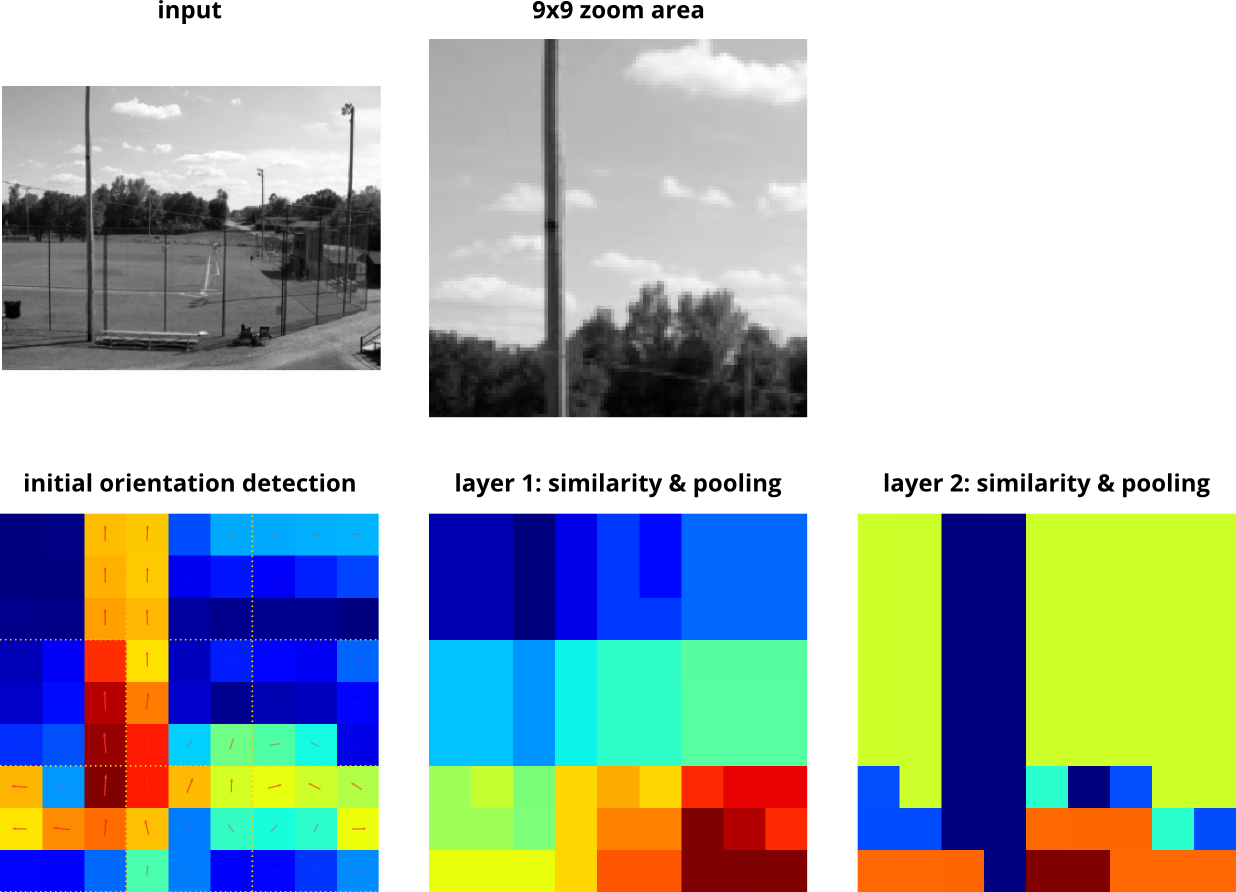 input
9x9 zoom area
initial orientation detection
layer 1: similarity & pooling
layer 2: similarity & pooling